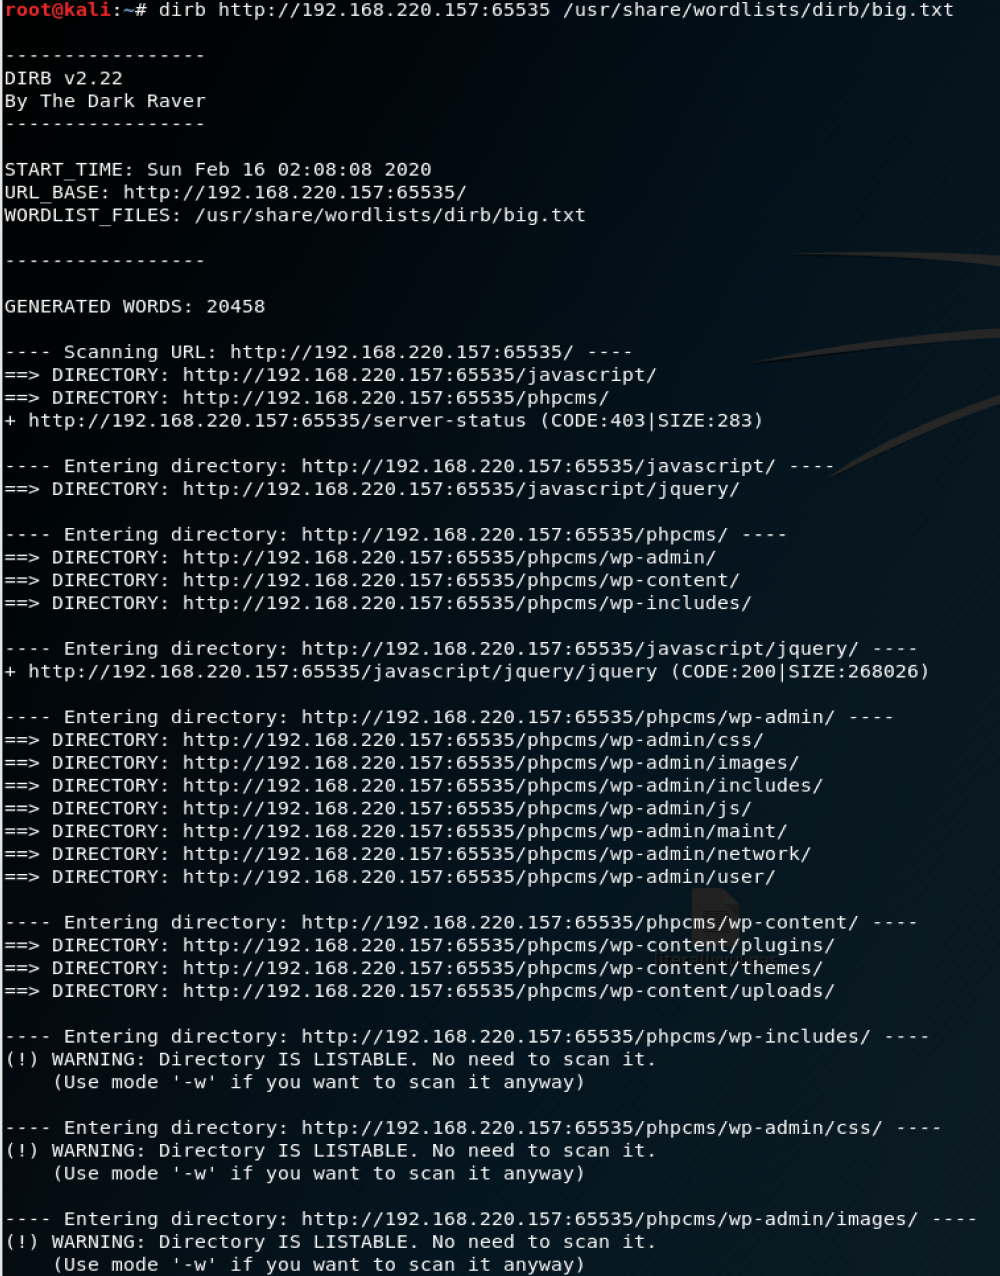 root@kali:~# dirb http://192.168.220.157:65535 /usr/share/wordlists/dirb/big.txt
-----------------
DIRB v2.22
By The Dark Raver
-----------------
START_TIME: Sun Feb 16 02:08:08 2020
URL_BASE: http://192.168.220.157:65535/
WORDLIST_FILES: /usr/share/wordlists/dirb/big.txt
-----------------
GENERATED WORDS: 20458
---- Scanning URL: http://192.168.220.157:65535/ ----
==> DIRECTORY: http://192.168.220.157:65535/javascript/
==> DIRECTORY: http://192.168.220.157:65535/phpcms/
+ http://192.168.220.157:65535/server-status (CODE:403|SIZE:283)
---- Entering directory: http://192.168.220.157:65535/javascript/ ----
==> DIRECTORY: http://192.168.220.157:65535/javascript/jquery/
---- Entering directory: http://192.168.220.157:65535/phpcms/ ----
==> DIRECTORY: http://192.168.220.157:65535/phpcms/wp-admin/
==> DIRECTORY: http://192.168.220.157:65535/phpcms/wp-content/
==> DIRECTORY: http://192.168.220.157:65535/phpcms/wp-includes/
---- Entering directory: http://192.168.220.157:65535/javascript/jquery/ ----
+ http://192.168.220.157:65535/javascript/jquery/jquery (CODE:200|SIZE:268026)
---- Entering directory: http://192.168.220.157:65535/phpcms/wp-admin/ ----
==> DIRECTORY: http://192.168.220.157:65535/phpcms/wp-admin/css/
==> DIRECTORY: http://192.168.220.157:65535/phpcms/wp-admin/images/
==> DIRECTORY: http://192.168.220.157:65535/phpcms/wp-admin/includes/
==> DIRECTORY: http://192.168.220.157:65535/phpcms/wp-admin/js/
==> DIRECTORY: http://192.168.220.157:65535/phpcms/wp-admin/maint/
==> DIRECTORY: http://192.168.220.157:65535/phpcms/wp-admin/network/
==> DIRECTORY: http://192.168.220.157:65535/phpcms/wp-admin/user/
---- Entering directory: http://192.168.220.157:65535/phpcms/wp-content/ ----
==> DIRECTORY: http://192.168.220.157:65535/phpcms/wp-content/plugins/
==> DIRECTORY: http://192.168.220.157:65535/phpcms/wp-content/themes/
==> DIRECTORY: http://192.168.220.157:65535/phpcms/wp-content/uploads/
---- Entering directory: http://192.168.220.157:65535/phpcms/wp-includes/ ----
(!) WARNING: Directory IS LISTABLE. No need to scan it.
(Use mode '-w' if you want to scan it anyway)
---- Entering directory: http://192.168.220.157:65535/phpcms/wp-admin/css/ ----
(!) WARNING: Directory IS LISTABLE. No need to scan it.
(Use mode '-w' if you want to scan it anyway)
---- Entering directory: http://192.168.220.157:65535/phpcms/wp-admin/images/ ----
(!) WARNING: Directory IS LISTABLE. No need to scan it.
(Use mode '-w' if you want to scan it anyway)